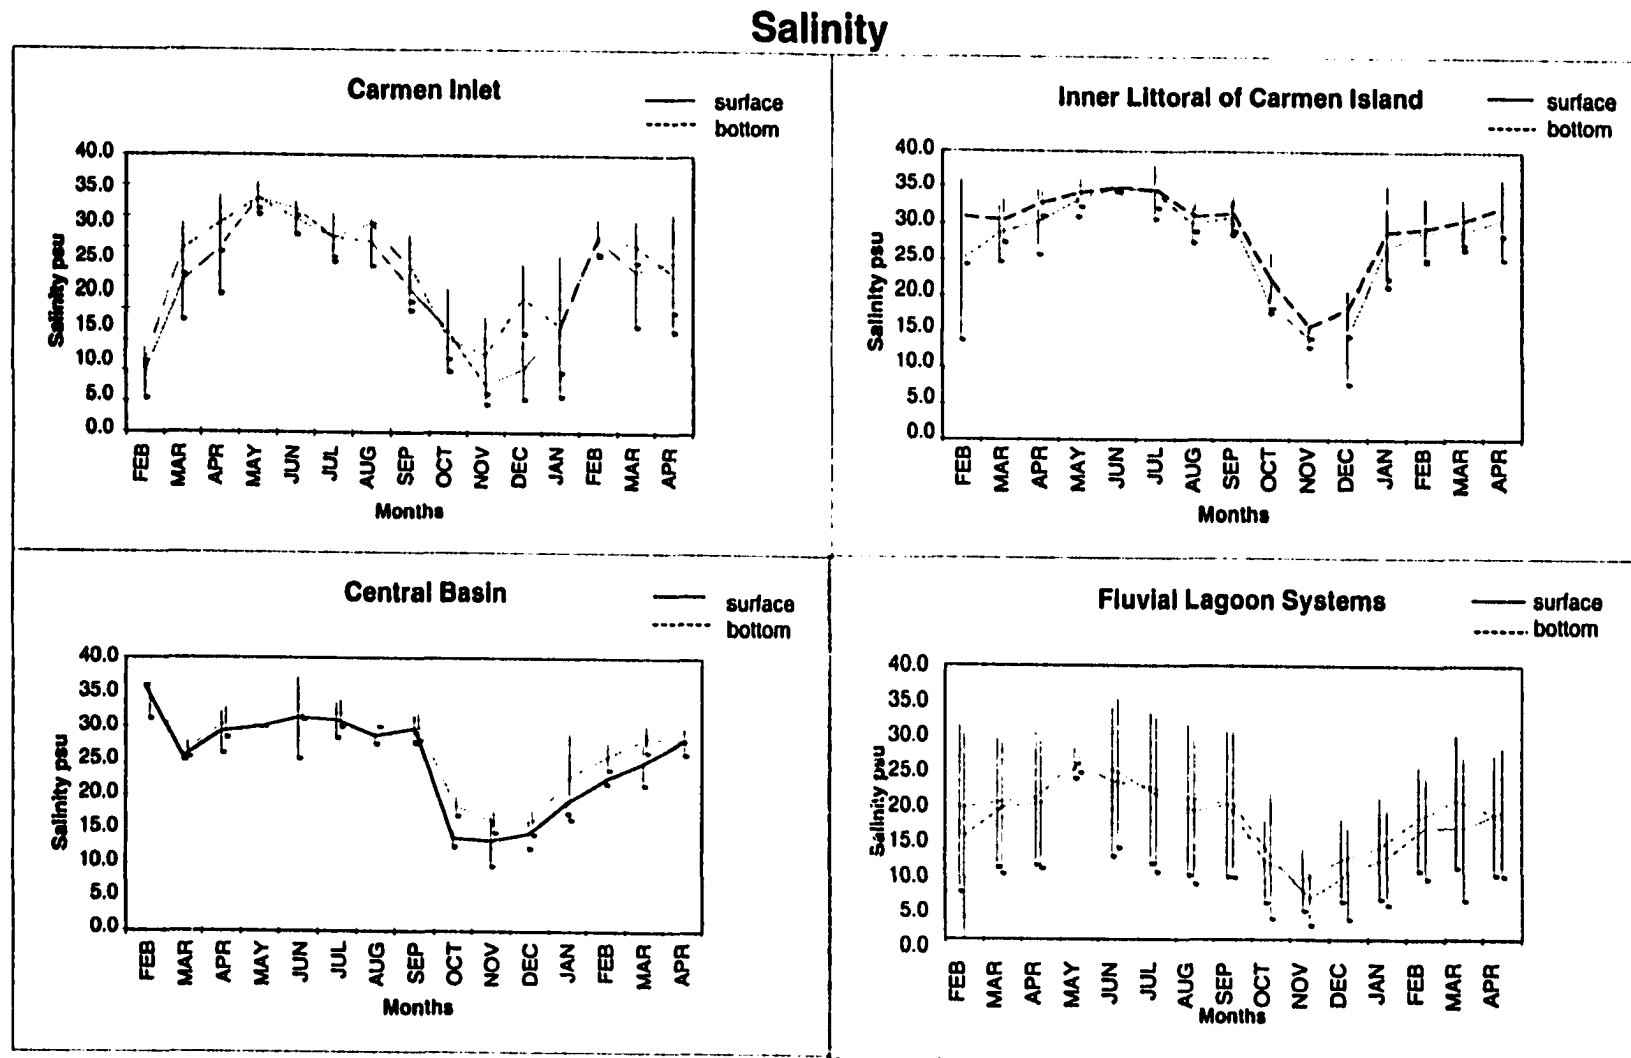 Salinity
Carmen Inlet
surface
bottom
40.0
35.0
30.0
25.0
20.0
15.0
10.0
5.0
0.0
Salinity psu
FEB MAR APR MAY JUN JUL AUG SEP OCT NOV DEC JAN FEB MAR APR
Months
Inner Littoral of Carmen Island
surface
bottom
40.0
35.0
30.0
25.0
20.0
15.0
10.0
5.0
0.0
Salinity psu
FEB MAR APR MAY JUN JUL AUG SEP OCT NOV DEC JAN FEB MAR APR
Months
Central Basin
surface
bottom
40.0
35.0
30.0
25.0
20.0
15.0
10.0
5.0
0.0
Salinity psu
FEB MAR APR MAY JUN JUL AUG SEP OCT NOV DEC JAN FEB MAR APR
Months
Fluvial Lagoon Systems
surface
bottom
40.0
35.0
30.0
25.0
20.0
15.0
10.0
5.0
0.0
Salinity psu
FEB MAR APR MAY JUN JUL AUG SEP OCT NOV DEC JAN FEB MAR APR
Months